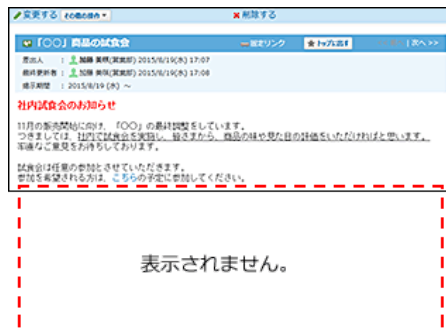 変更する その他の操作▼ 削除する
「〇〇」商品の試食会 固定リンク ★トップに出す | 次へ >>
差出人 : 加藤 美咲(営業部) 2015/8/19(水) 17:07
最終更新者 : 加藤 美咲(営業部) 2015/8/19(水) 17:08
掲示期間 : 2015/8/19 (水) ～
社内試食会のお知らせ
11月の販売開始に向け、「〇〇」の最終調整をしています。
つきましては、社内で試食会を実施し、皆さまから、商品の味や見た目の評価をいただければと思います。
率直なご意見をお待ちしております。
試食会は任意の参加とさせていただきます。
参加を希望される方は、こちらの予定に参加してください。
表示されません。